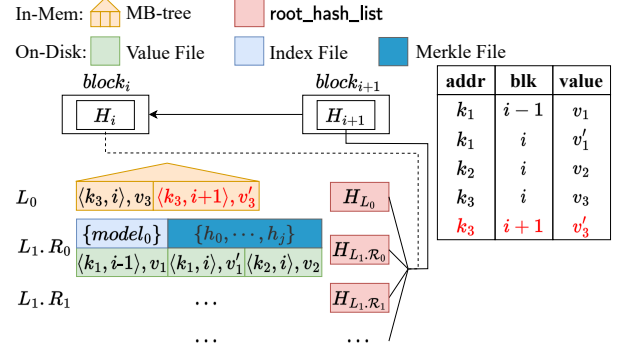 In-Mem: MB-tree root_hash_list
On-Disk: Value File Index File Merkle File
block_i block_{i+1}
H_i H_{i+1}
addr blk value
k_1 i − 1 v_1
k_1 i v'_1
k_2 i v_2
k_3 i v_3
k_3 i + 1 v'_3
L_0 ⟨k_3, i⟩, v_3 ⟨k_3, i+1⟩, v'_3 H_{L_0}
L_1.R_0 {model_0} {h_0, ⋯, h_j} H_{L_1.R_0}
⟨k_1, i-1⟩, v_1 ⟨k_1, i⟩, v'_1 ⟨k_2, i⟩, v_2
L_1.R_1 ⋯ H_{L_1.R_1}
⋯ ⋯